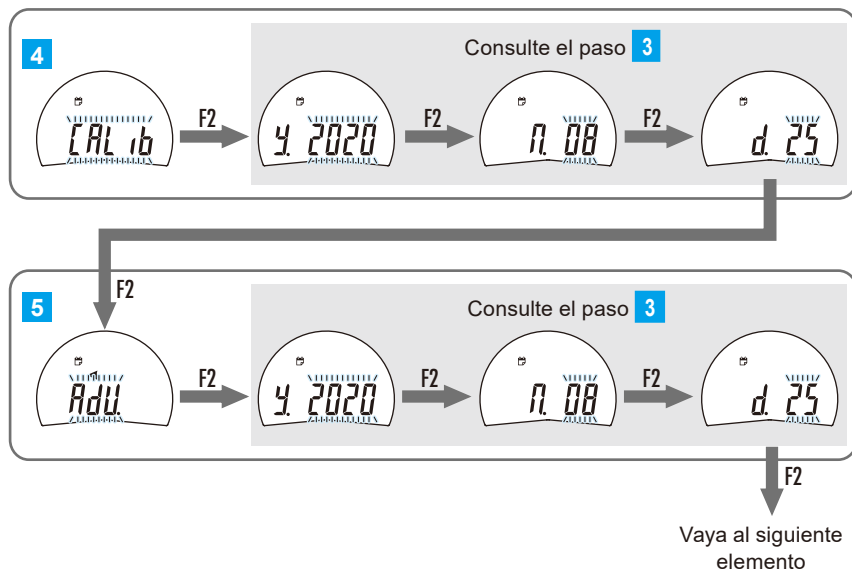 4
Consulte el paso 3
CALib
F2
y. 2020
F2
M. 08
F2
d. 25
F2
5
Consulte el paso 3
Adv.
F2
y. 2020
F2
M. 08
F2
d. 25
F2
Vaya al siguiente
elemento